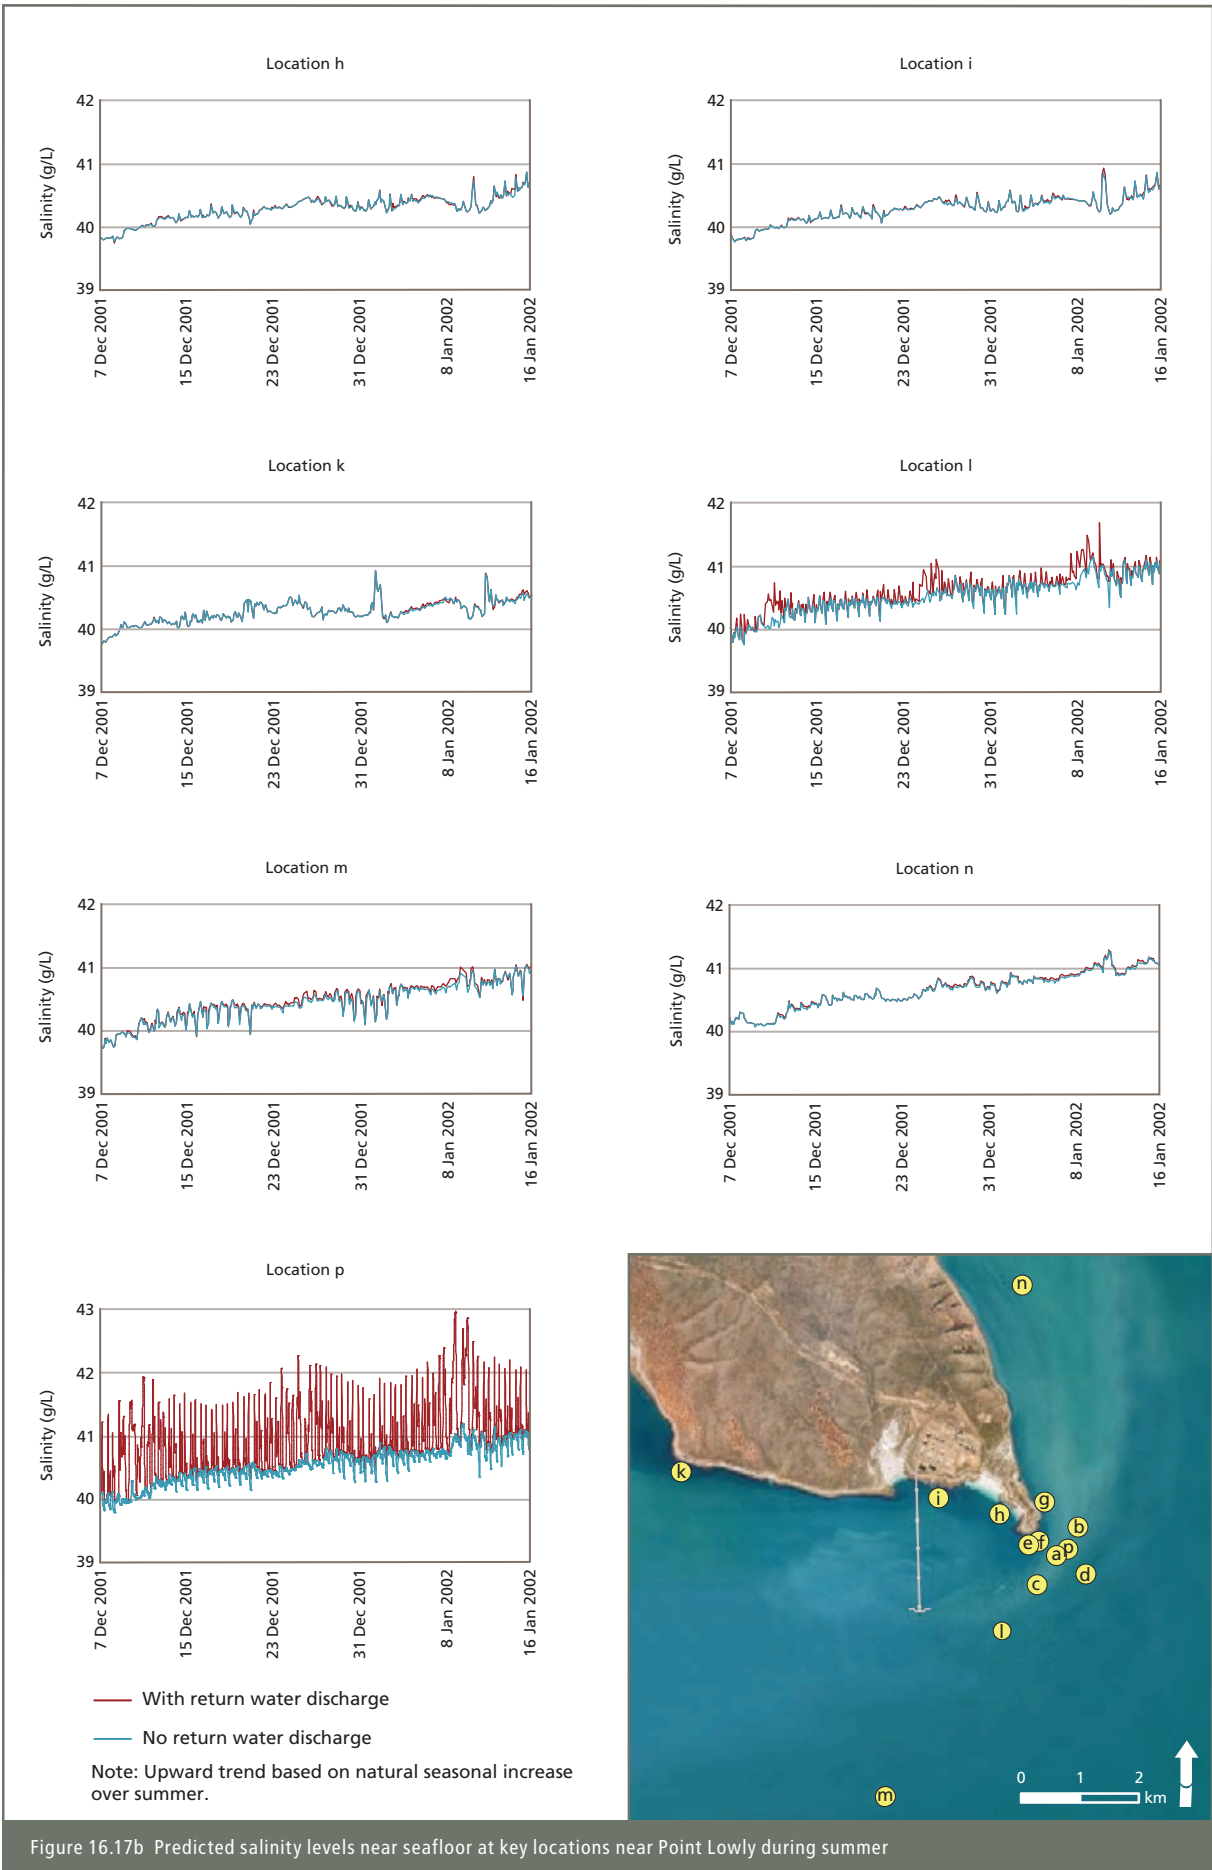 Location h
Location i
42
41
40
39
Salinity (g/L)
7 Dec 2001
15 Dec 2001
23 Dec 2001
31 Dec 2001
8 Jan 2002
16 Jan 2002
42
41
40
39
Salinity (g/L)
7 Dec 2001
15 Dec 2001
23 Dec 2001
31 Dec 2001
8 Jan 2002
16 Jan 2002
Location k
Location l
42
41
40
39
Salinity (g/L)
7 Dec 2001
15 Dec 2001
23 Dec 2001
31 Dec 2001
8 Jan 2002
16 Jan 2002
42
41
40
39
Salinity (g/L)
7 Dec 2001
15 Dec 2001
23 Dec 2001
31 Dec 2001
8 Jan 2002
16 Jan 2002
Location m
Location n
42
41
40
39
Salinity (g/L)
7 Dec 2001
15 Dec 2001
23 Dec 2001
31 Dec 2001
8 Jan 2002
16 Jan 2002
42
41
40
39
Salinity (g/L)
7 Dec 2001
15 Dec 2001
23 Dec 2001
31 Dec 2001
8 Jan 2002
16 Jan 2002
Location p
43
42
41
40
39
Salinity (g/L)
7 Dec 2001
15 Dec 2001
23 Dec 2001
31 Dec 2001
8 Jan 2002
16 Jan 2002
With return water discharge
No return water discharge
Note: Upward trend based on natural seasonal increase
over summer.
n
k
i
h
g
b
e
f
a
p
d
c
l
m
0 1 2
km
Figure 16.17b Predicted salinity levels near seafloor at key locations near Point Lowly during summer